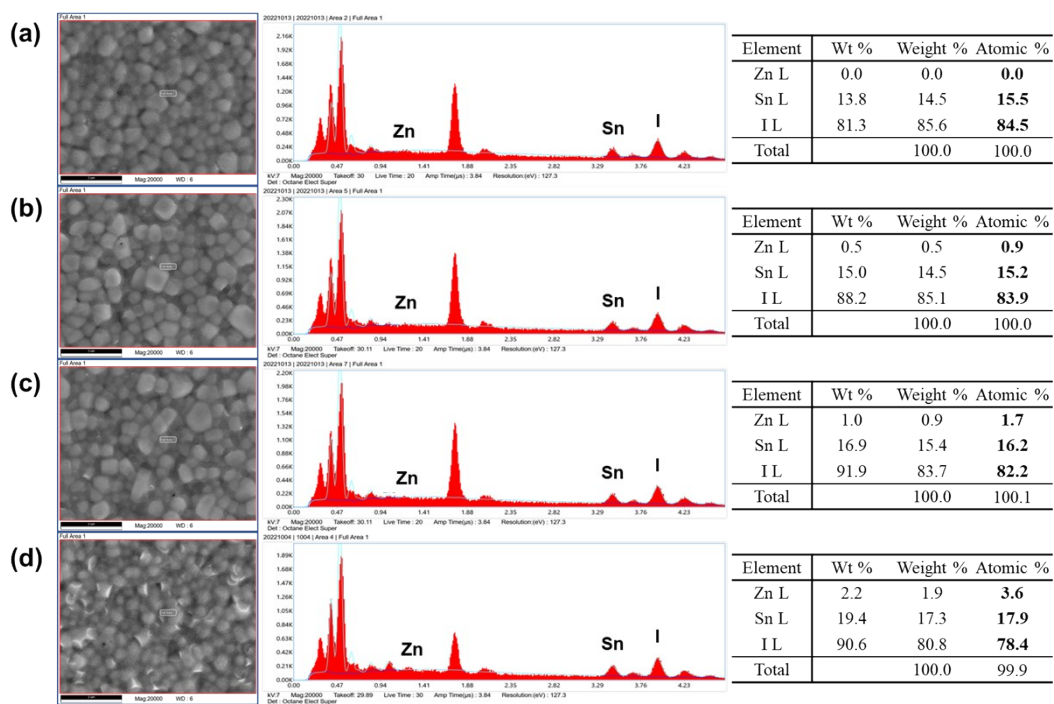 (a)
Full Area 1
Mag:20000 WD : 6
20221013 | 20221013 | Area 2 | Full Area 1
2.16K
1.92K
1.68K
1.44K
1.20K
0.96K
0.72K
0.48K
0.24K
0.00K
Zn
Sn
I
0.00 0.47 0.94 1.41 1.88 2.35 2.82 3.29 3.76 4.23
kV:7 Mag:20000 Takeoff: 30 Live Time : 20 Amp Time(µs) : 3.84 Resolution:(eV) : 127.3
Det : Octane Elect Super
Element Wt % Weight % Atomic %
Zn L 0.0 0.0 0.0
Sn L 13.8 14.5 15.5
I L 81.3 85.6 84.5
Total 100.0 100.0
(b)
Full Area 1
Mag:20000 WD : 6
20221013 | 20221013 | Area 5 | Full Area 1
2.30K
2.07K
1.84K
1.61K
1.38K
1.15K
0.92K
0.69K
0.46K
0.23K
0.00K
Zn
Sn
I
0.00 0.47 0.94 1.41 1.88 2.35 2.82 3.29 3.76 4.23
kV:7 Mag:20000 Takeoff: 30.11 Live Time : 20 Amp Time(µs) : 3.84 Resolution:(eV) : 127.3
Det : Octane Elect Super
Element Wt % Weight % Atomic %
Zn L 0.5 0.5 0.9
Sn L 15.0 14.5 15.2
I L 88.2 85.1 83.9
Total 100.0 100.0
(c)
Full Area 1
Mag:20000 WD : 6
20221013 | 20221013 | Area 7 | Full Area 1
2.20K
1.98K
1.76K
1.54K
1.32K
1.10K
0.88K
0.66K
0.44K
0.22K
0.00K
Zn
Sn
I
0.00 0.47 0.94 1.41 1.88 2.35 2.82 3.29 3.76 4.23
kV:7 Mag:20000 Takeoff: 30.11 Live Time : 20 Amp Time(µs) : 3.84 Resolution:(eV) : 127.3
Det : Octane Elect Super
Element Wt % Weight % Atomic %
Zn L 1.0 0.9 1.7
Sn L 16.9 15.4 16.2
I L 91.9 83.7 82.2
Total 100.0 100.1
(d)
Full Area 1
Mag:20000 WD : 6
20221004 | 1004 | Area 4 | Full Area 1
1.89K
1.68K
1.47K
1.26K
1.05K
0.84K
0.63K
0.42K
0.21K
0.00K
Zn
Sn
I
0.00 0.47 0.94 1.41 1.88 2.35 2.82 3.29 3.76 4.23
kV:7 Mag:20000 Takeoff: 29.89 Live Time : 30 Amp Time(µs) : 3.84 Resolution:(eV) : 127.3
Det : Octane Elect Super
Element Wt % Weight % Atomic %
Zn L 2.2 1.9 3.6
Sn L 19.4 17.3 17.9
I L 90.6 80.8 78.4
Total 100.0 99.9